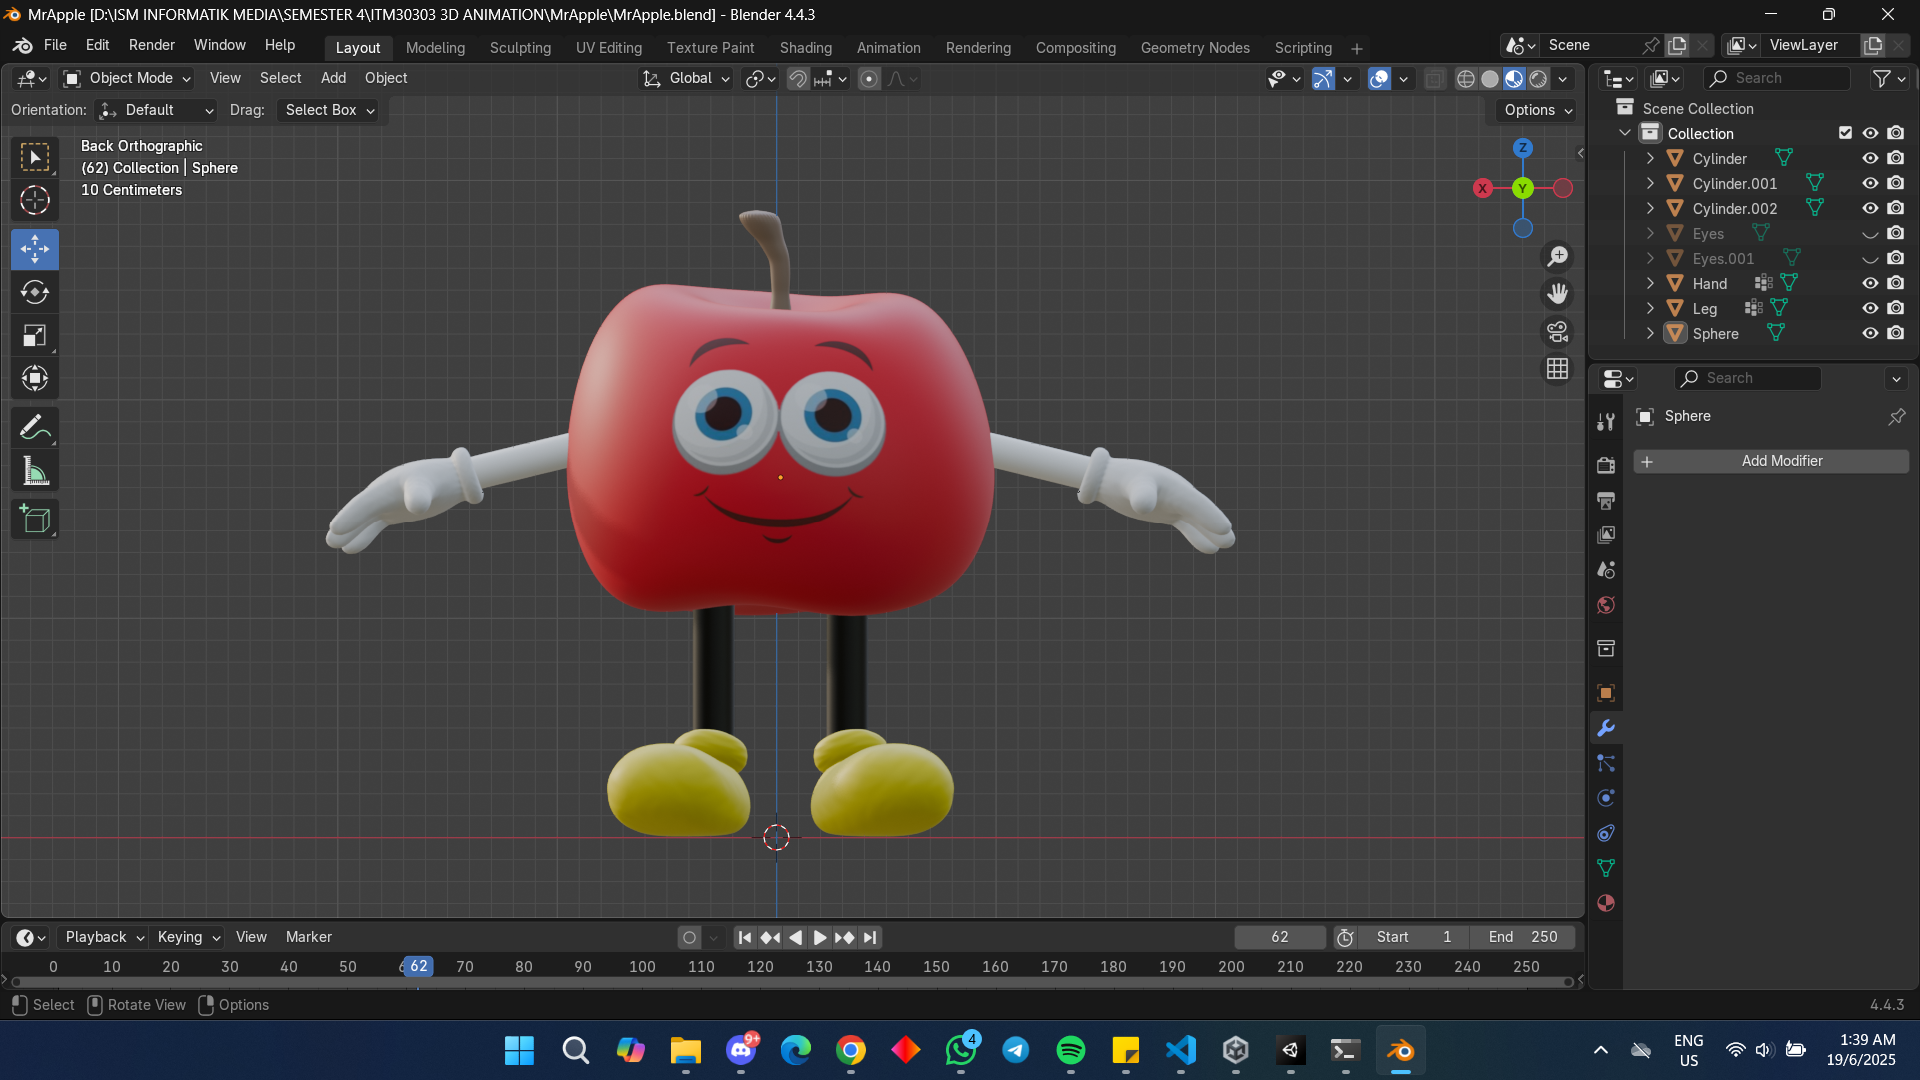 MrApple [D:\ISM INFORMATIK MEDIA\SEMESTER 4\ITM30303 3D ANIMATION\MrApple\MrApple.blend] - Blender 4.4.3
File Edit Render Window Help Layout Modeling Sculpting UV Editing Texture Paint Shading Animation Rendering Compositing Geometry Nodes Scripting Scene ViewLayer
Object Mode View Select Add Object Global Search
Orientation: Default Drag: Select Box Options
Back Orthographic
(62) Collection | Sphere
10 Centimeters
Z
X
Y
Scene Collection
Collection
Cylinder
Cylinder.001
Cylinder.002
Eyes
Eyes.001
Hand
Leg
Sphere
Search
Sphere
Add Modifier
Playback Keying View Marker 62 Start 1 End 250
0 10 20 30 40 50 62 70 80 90 100 110 120 130 140 150 160 170 180 190 200 210 220 230 240 250
Select Rotate View Options 4.4.3
9+ 4
ENG 1:39 AM
US 19/6/2025